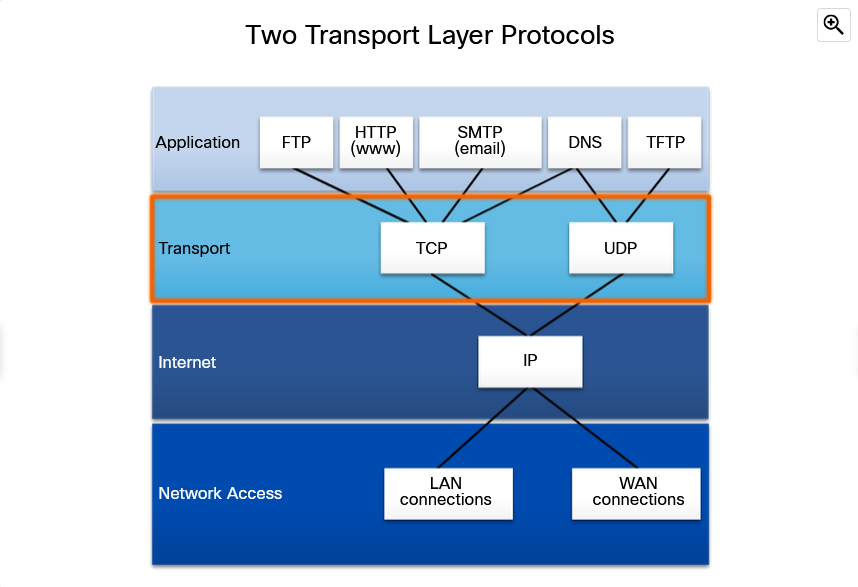 Two Transport Layer Protocols
Application
FTP
HTTP
(www)
SMTP
(email)
DNS
TFTP
Transport
TCP
UDP
Internet
IP
Network Access
LAN
connections
WAN
connections